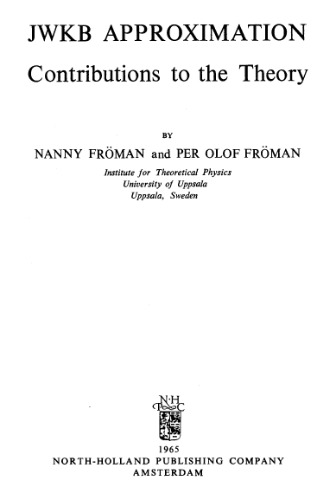 JWKB APPROXIMATION
Contributions to the Theory
BY
NANNY FRÖMAN and PER OLOF FRÖMAN
Institute for Theoretical Physics
University of Uppsala
Uppsala, Sweden
N·H
P C
1965
NORTH-HOLLAND PUBLISHING COMPANY
AMSTERDAM